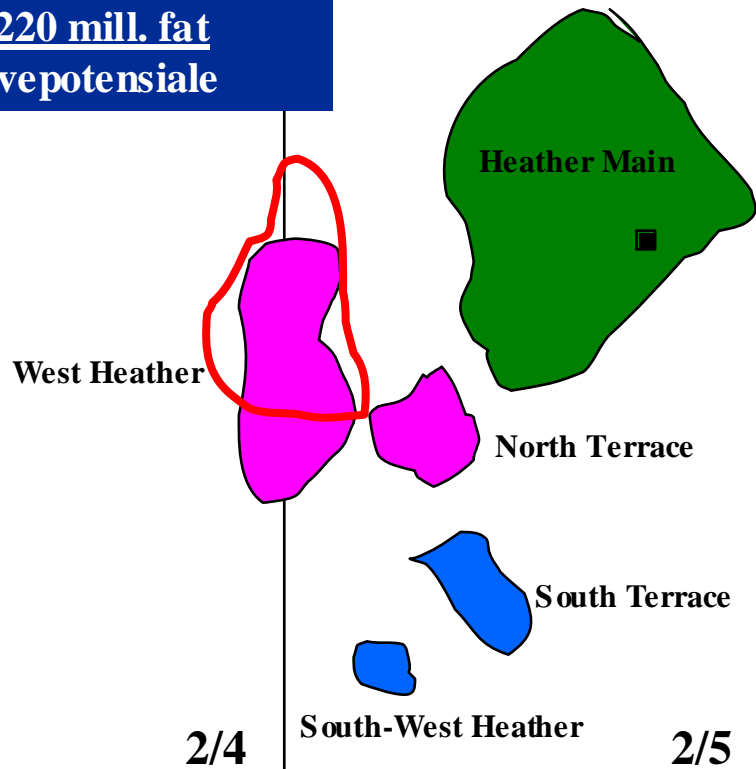 220 mill. fat
vepotensiale
Heather Main
West Heather
North Terrace
South Terrace
South-West Heather
2/4
2/5